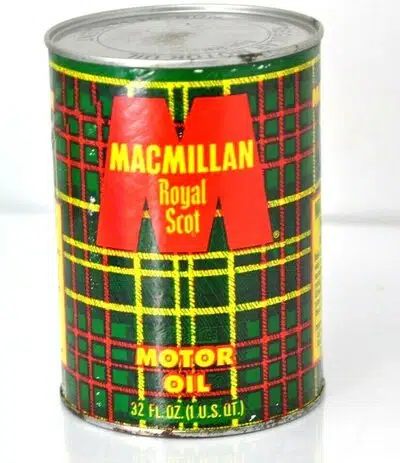 MACMILLAN
Royal
Scot
®
MOTOR
OIL
32 FL. OZ. (1 U.S. QT.)